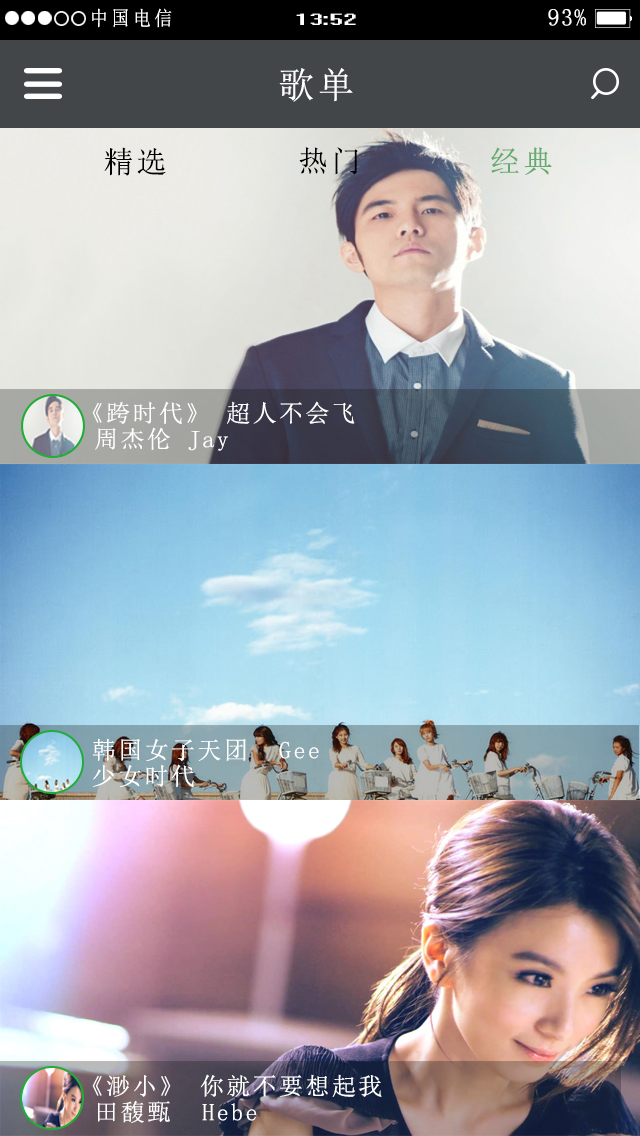 中国电信 13:52 93%
歌单
精选 热门 经典
《跨时代》 超人不会飞
周杰伦 Jay
韩国女子天团 Gee
少女时代
《渺小》 你就不要想起我
田馥甄 Hebe